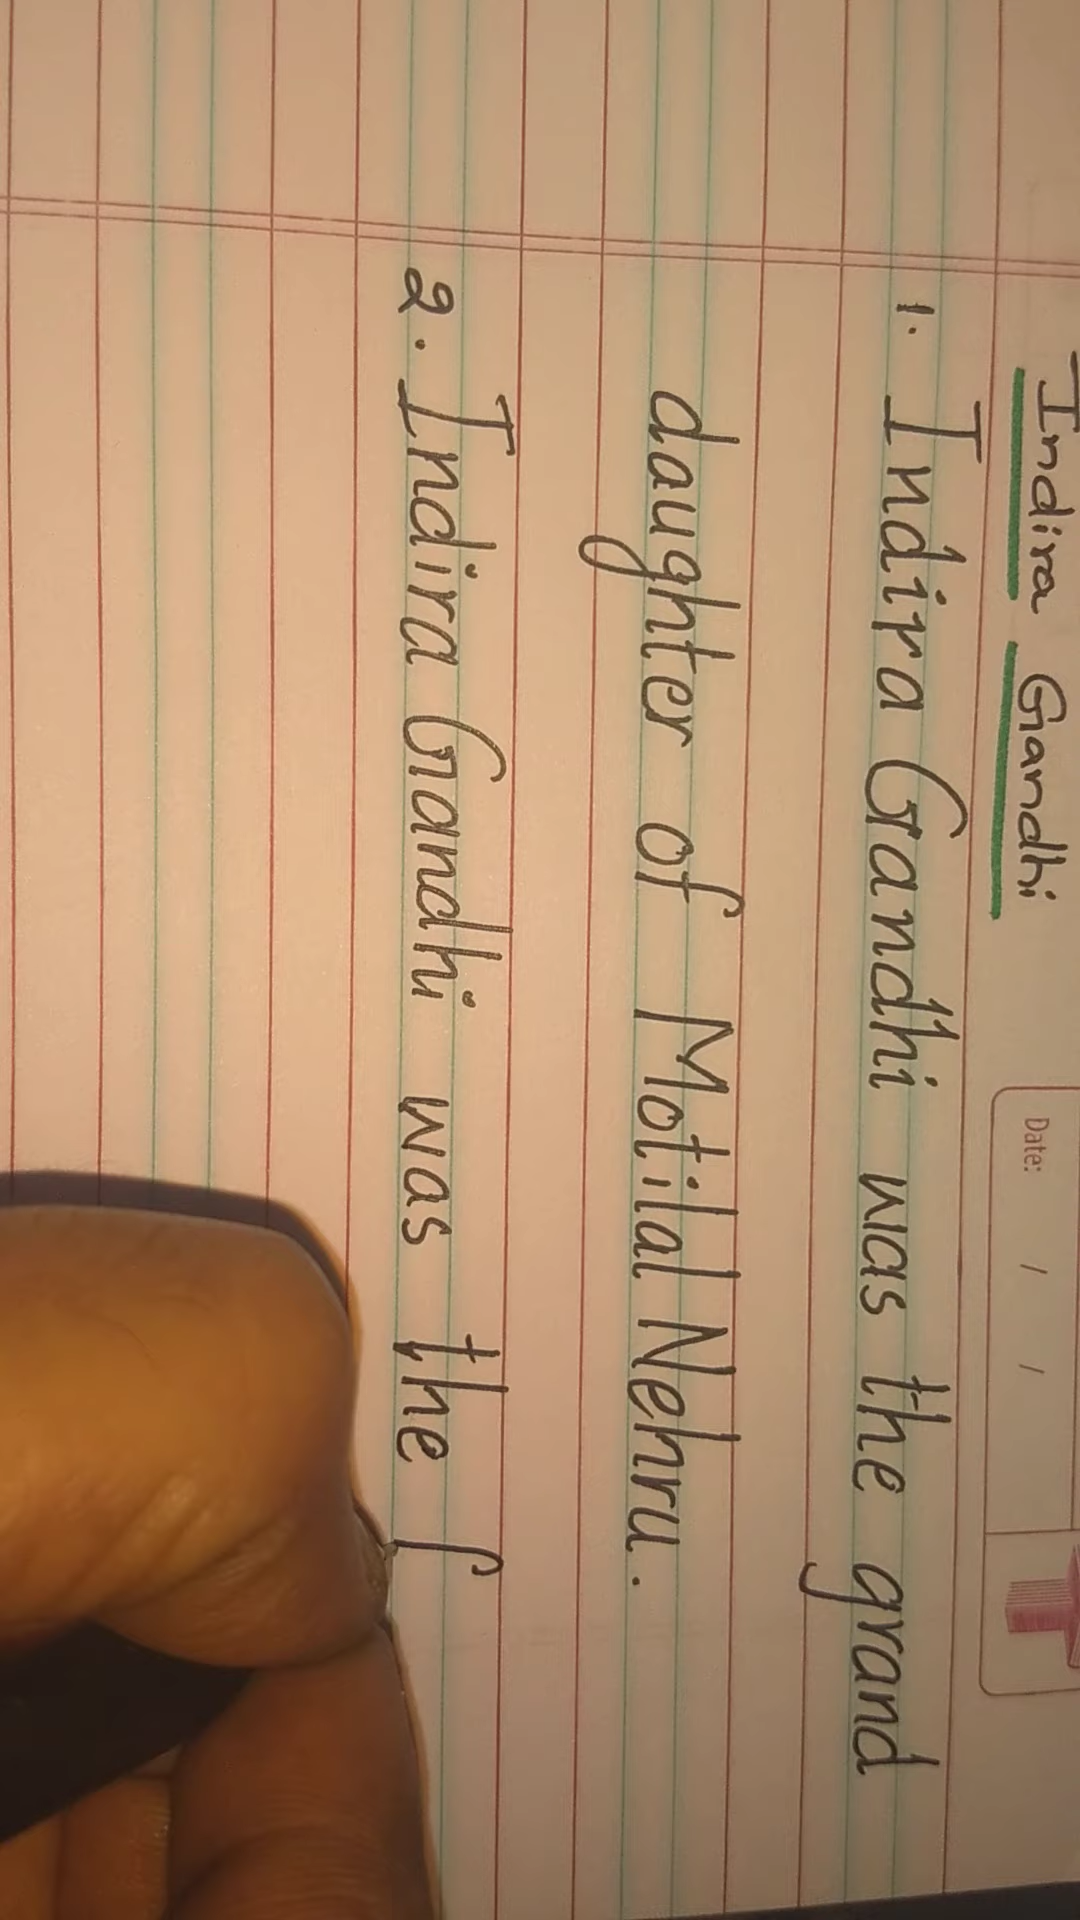 Indira Gandhi
Date: / /
1. Indira Gandhi was the grand
daughter of Motilal Nehru.
2. Indira Gandhi was the f